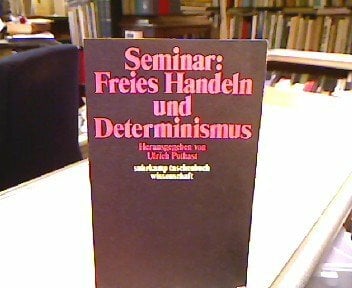 Seminar:
Freies Handeln
und
Determinismus
Herausgegeben von
Ulrich Pothast
suhrkamp taschenbuch
wissenschaft